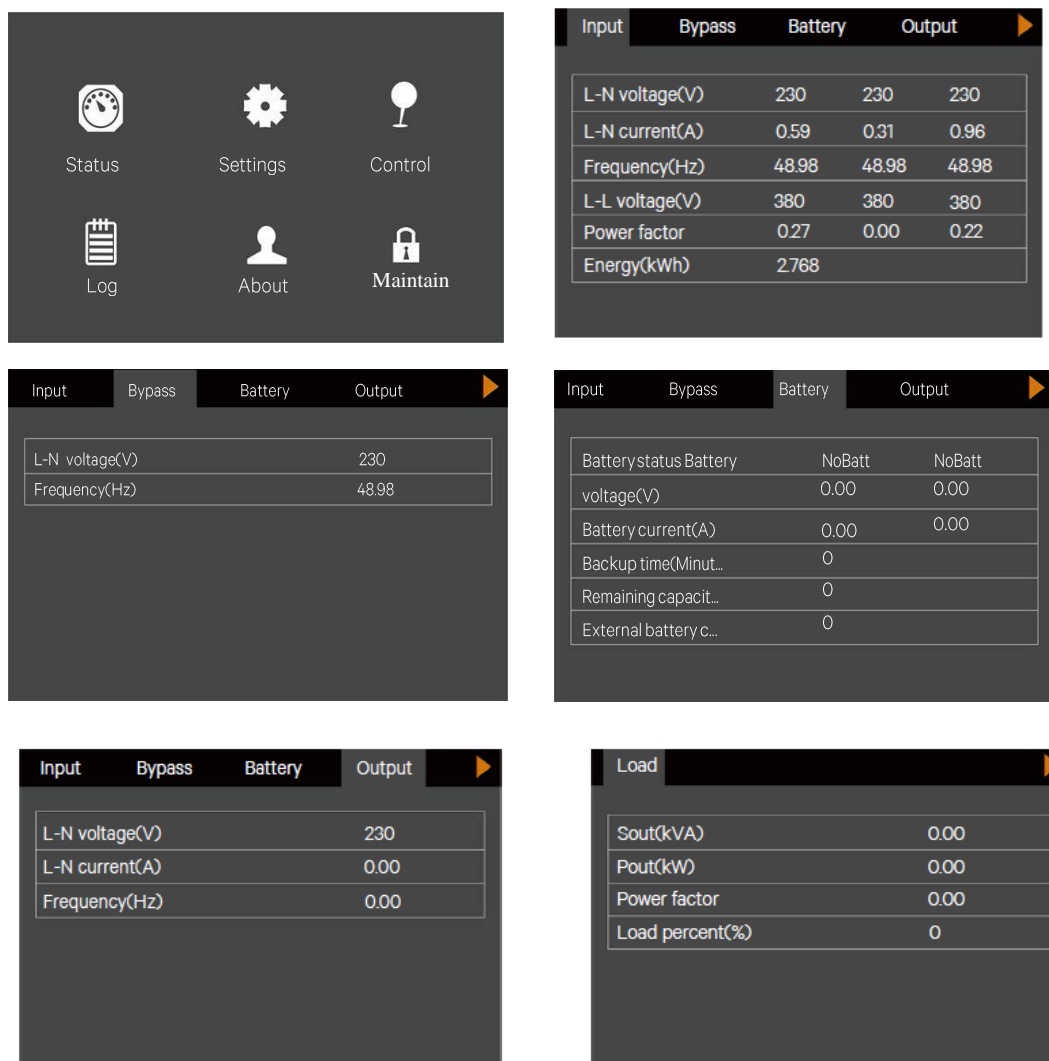 Status Settings Control
Log About Maintain
Input Bypass Battery Output
L-N voltage(V) 230 230 230
L-N current(A) 0.59 0.31 0.96
Frequency(Hz) 48.98 48.98 48.98
L-L voltage(V) 380 380 380
Power factor 0.27 0.00 0.22
Energy(kWh) 2.768
Input Bypass Battery Output
L-N voltage(V) 230
Frequency(Hz) 48.98
Input Bypass Battery Output
Battery status Battery NoBatt NoBatt
voltage(V) 0.00 0.00
Battery current(A) 0.00 0.00
Backup time(Minut... 0
Remaining capacit... 0
External battery c... 0
Input Bypass Battery Output
L-N voltage(V) 230
L-N current(A) 0.00
Frequency(Hz) 0.00
Load
Sout(kVA) 0.00
Pout(kW) 0.00
Power factor 0.00
Load percent(%) 0